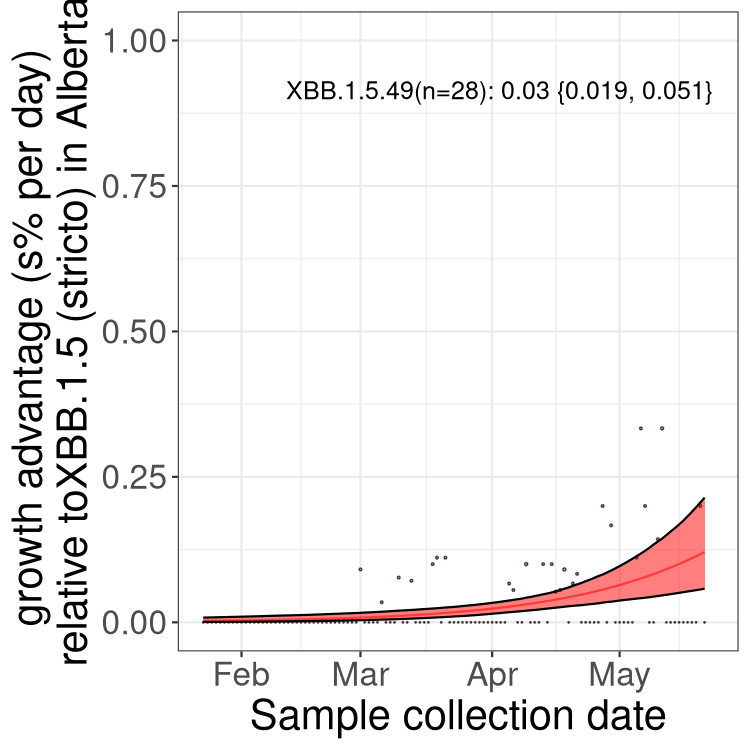 growth advantage (s% per day)
relative toXBB.1.5 (stricto) in Alberta
1.00
0.75
0.50
0.25
0.00
XBB.1.5.49(n=28): 0.03 {0.019, 0.051}
Feb Mar Apr May
Sample collection date